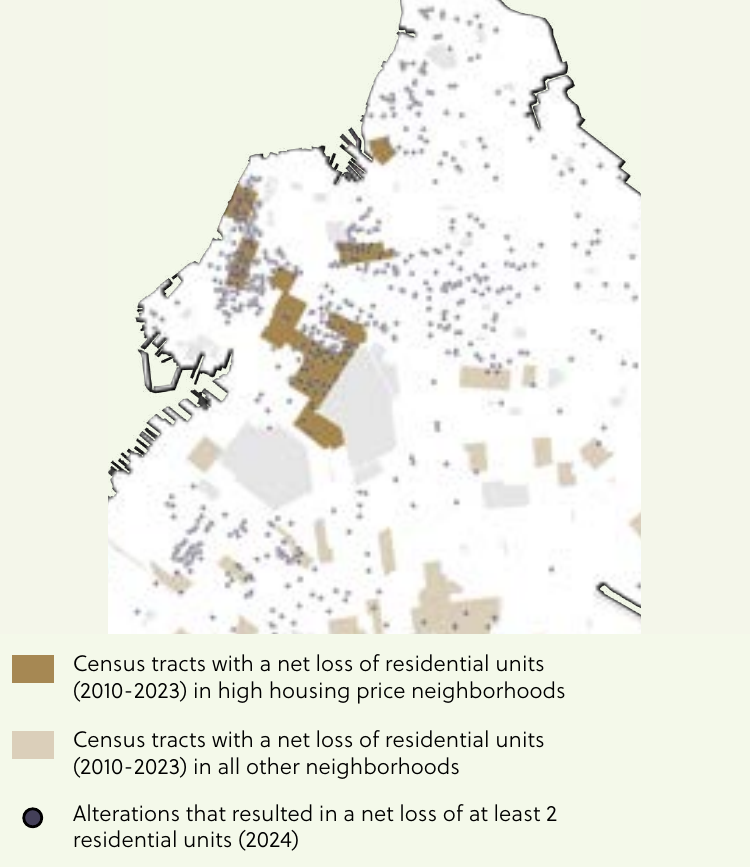 Census tracts with a net loss of residential units
(2010-2023) in high housing price neighborhoods
Census tracts with a net loss of residential units
(2010-2023) in all other neighborhoods
Alterations that resulted in a net loss of at least 2
residential units (2024)